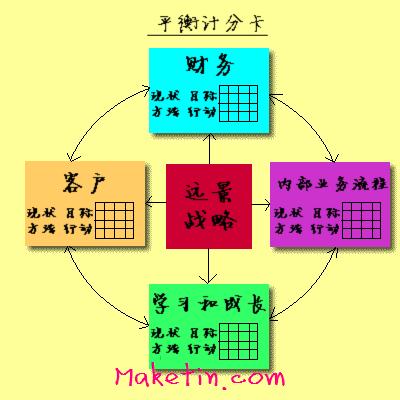 平衡计分卡
财务
现状 目标
方法 行动
客户
现状 目标
方法 行动
远景
战略
内部业务流程
现状 目标
方法 行动
学习和成长
现状 目标
方法 行动
Maketin.com